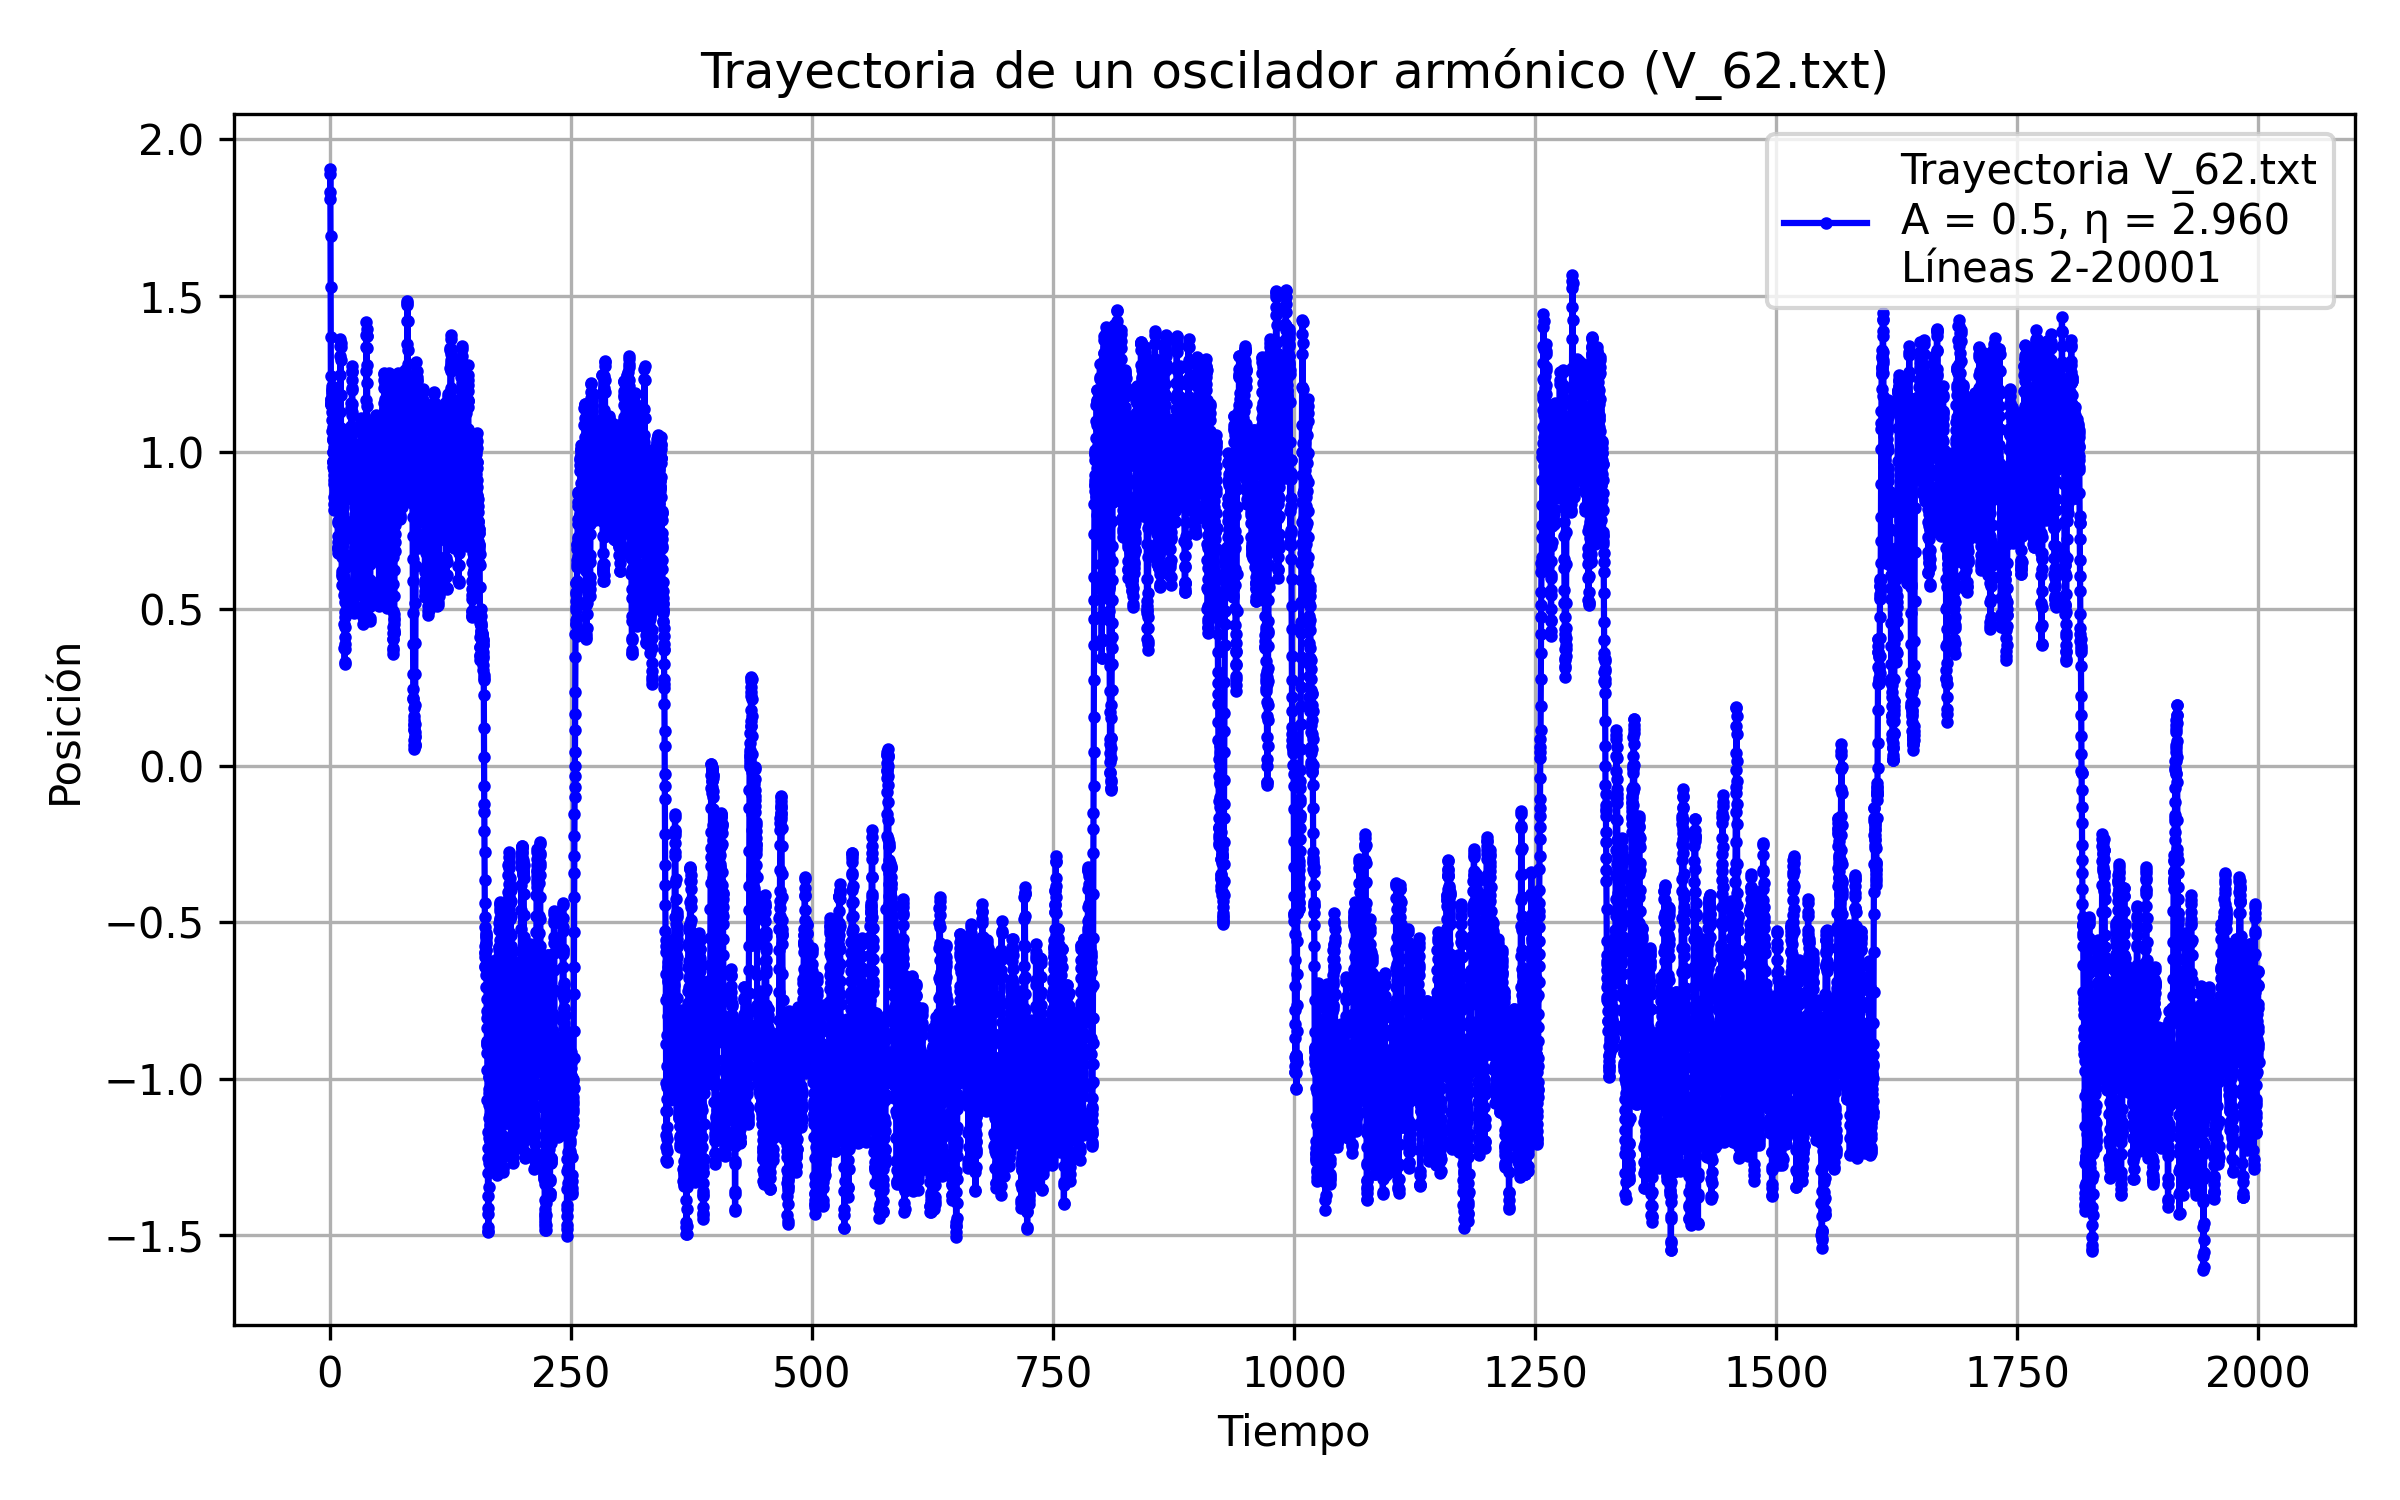 Trayectoria de un oscilador armónico (V_62.txt)
Trayectoria V_62.txt
A = 0.5, η = 2.960
Líneas 2-20001
2.0
1.5
1.0
0.5
0.0
−0.5
−1.0
−1.5
Posición
0 250 500 750 1000 1250 1500 1750 2000
Tiempo